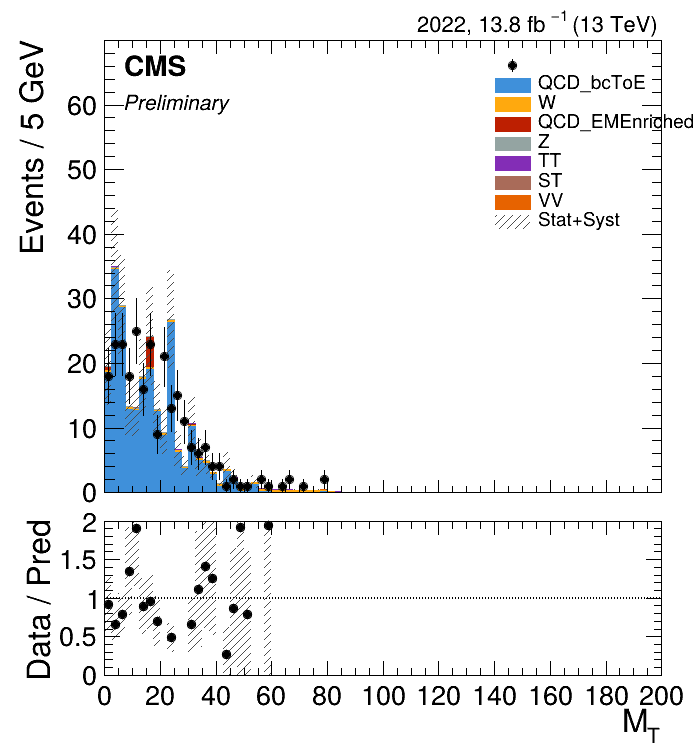 2022, 13.8 fb⁻¹ (13 TeV)
Events / 5 GeV
CMS
Preliminary
QCD_bcToE
W
QCD_EMEnriched
Z
TT
ST
VV
Stat+Syst
60
50
40
30
20
10
0
Data / Pred
2
1.5
1
0.5
0
0 20 40 60 80 100 120 140 160 180 200
M_T